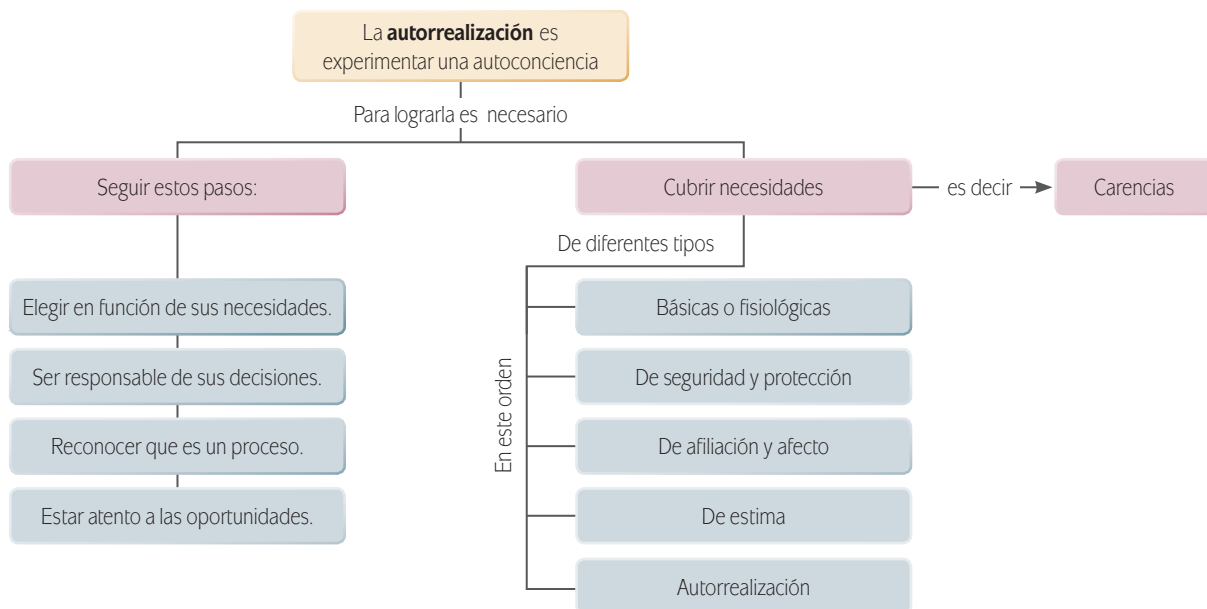 La autorrealización es
experimentar una autoconciencia
Para lograrla es necesario
Seguir estos pasos:
Elegir en función de sus necesidades.
Ser responsable de sus decisiones.
Reconocer que es un proceso.
Estar atento a las oportunidades.
Cubrir necesidades
es decir
Carencias
De diferentes tipos
En este orden
Básicas o fisiológicas
De seguridad y protección
De afiliación y afecto
De estima
Autorrealización